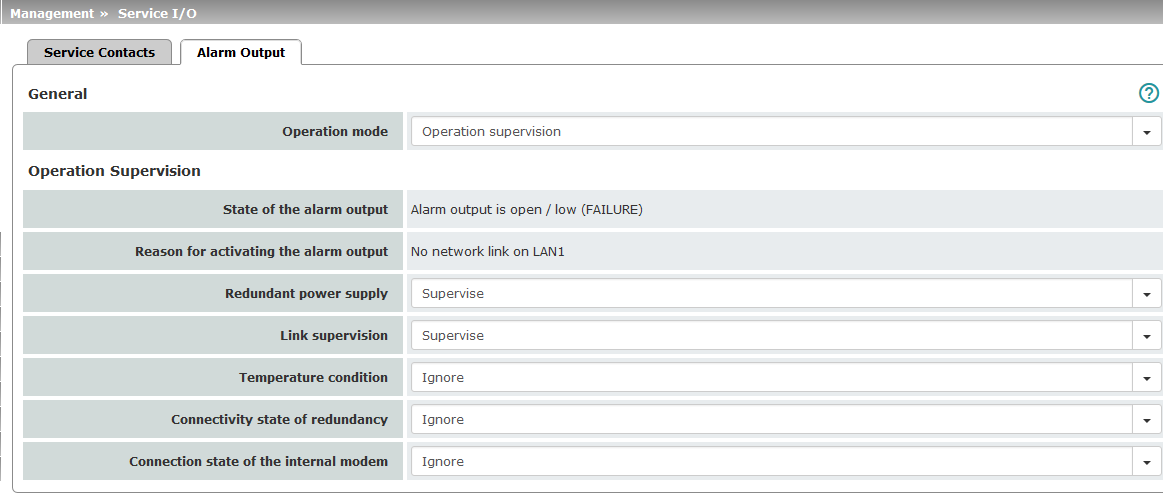 Management » Service I/O
Service Contacts Alarm Output
General
Operation mode Operation supervision
Operation Supervision
State of the alarm output Alarm output is open / low (FAILURE)
Reason for activating the alarm output No network link on LAN1
Redundant power supply Supervise
Link supervision Supervise
Temperature condition Ignore
Connectivity state of redundancy Ignore
Connection state of the internal modem Ignore